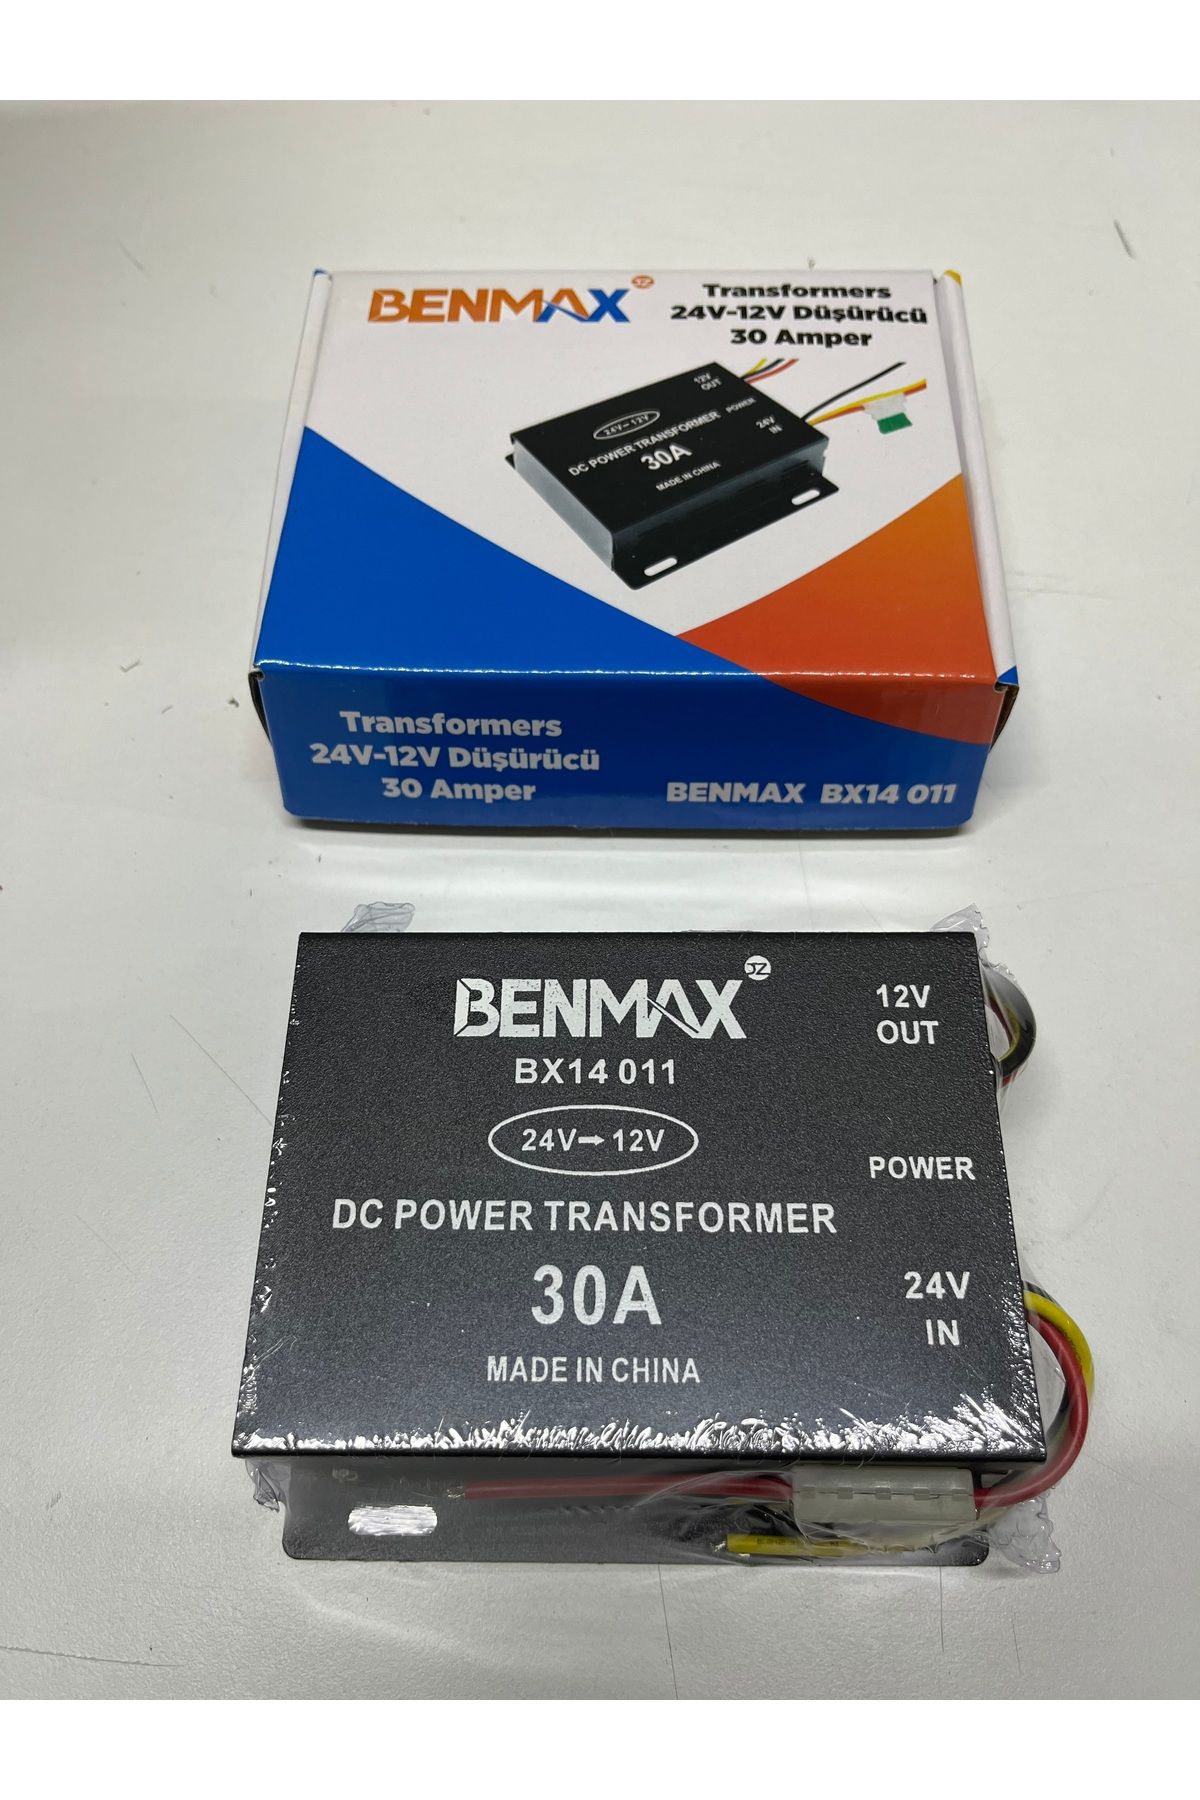 BENMAX JZ
Transformers
24V-12V Düşürücü
30 Amper
12V
OUT
POWER
24V
IN
24V-12V
DC POWER TRANSFORMER
30A
MADE IN CHINA
Transformers
24V-12V Düşürücü
30 Amper
BENMAX BX14 011
BENMAX JZ
BX14 011
24V→12V
DC POWER TRANSFORMER
30A
MADE IN CHINA
12V
OUT
POWER
24V
IN